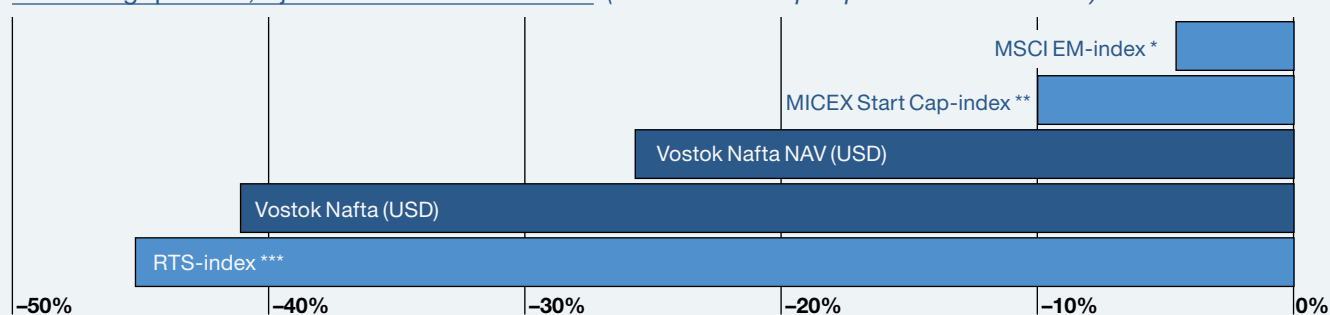 MSCI EM-index *
MICEX Start Cap-index **
Vostok Nafta NAV (USD)
Vostok Nafta (USD)
RTS-index ***
–50% –40% –30% –20% –10% 0%